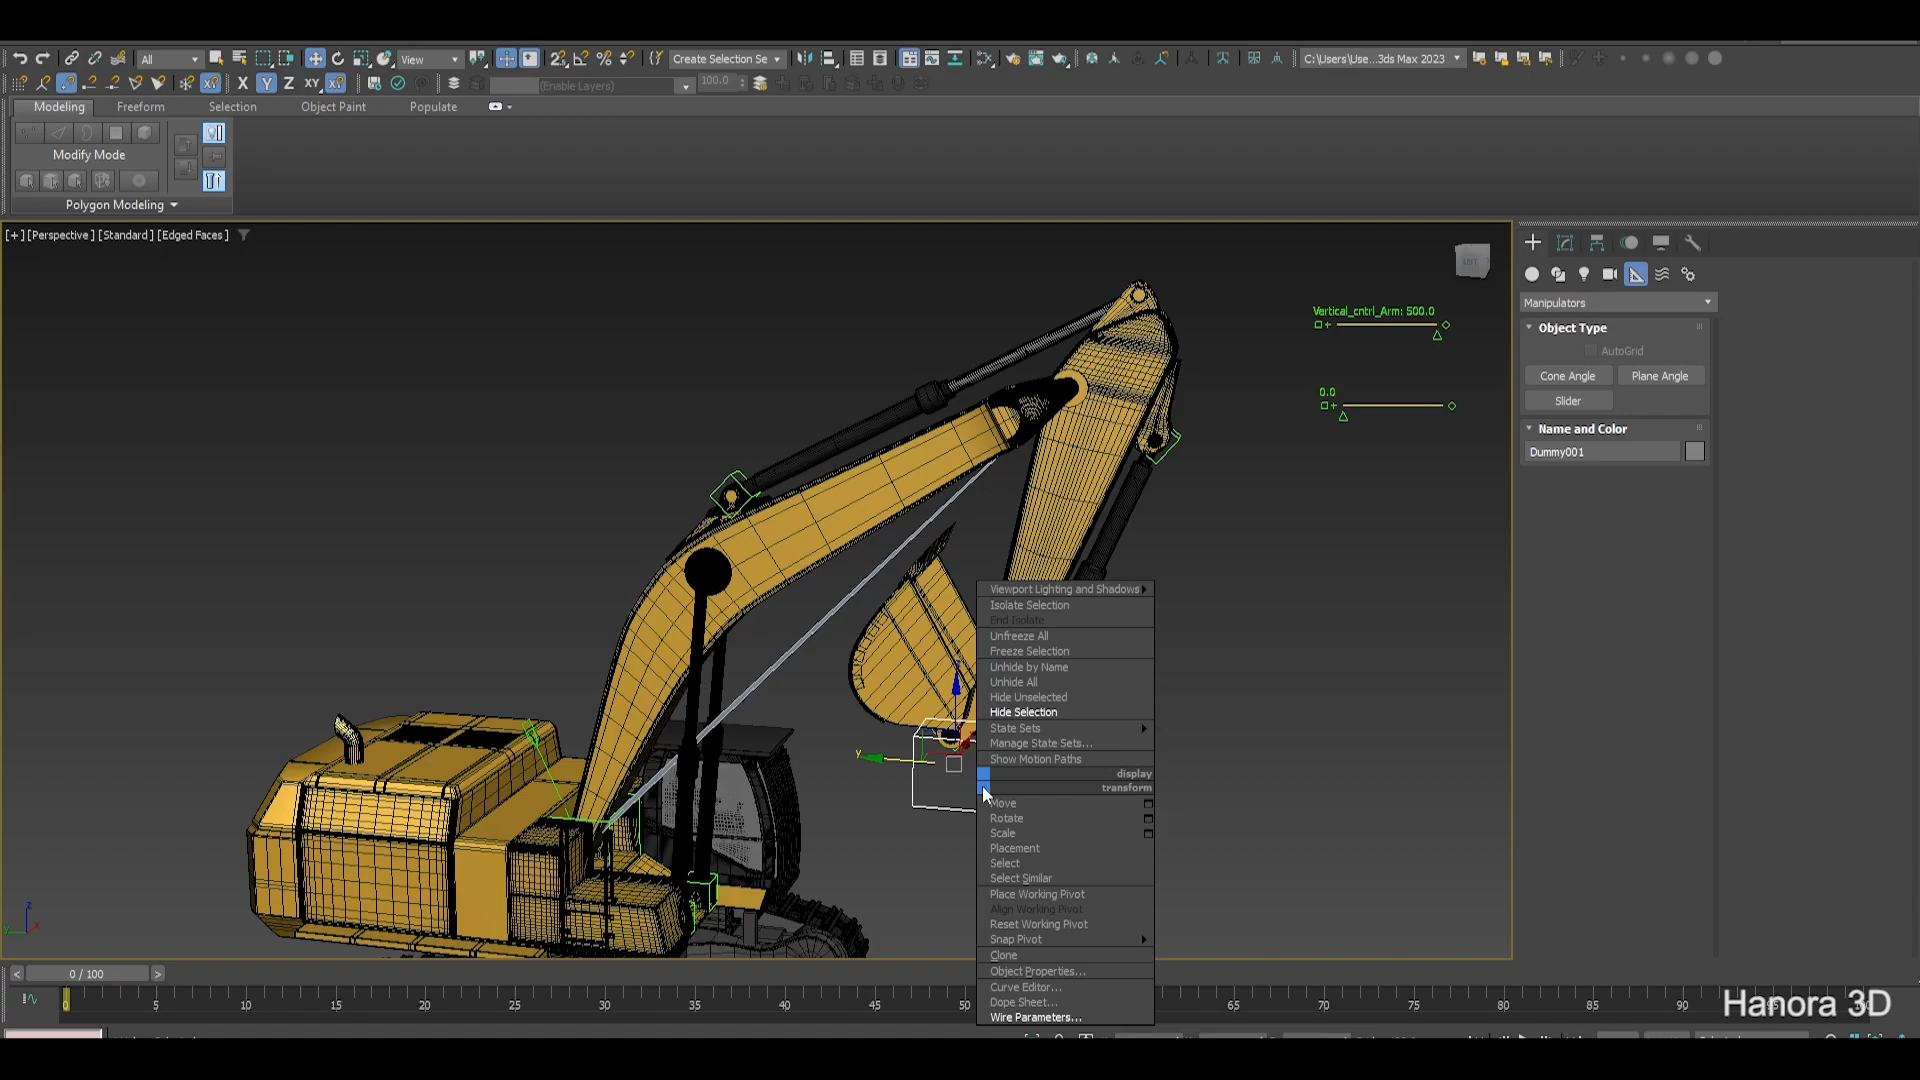 All
View
Create Selection Se
C:\Users\Use...3ds Max 2023
X Y Z XY
(Enable Layers)
100.0
Modeling Freeform Selection Object Paint Populate
Modify Mode
Polygon Modeling
[+] [Perspective] [Standard] [Edged Faces]
LEFT
Vertical_cntrl_Arm: 500.0
0.0
Manipulators
Object Type
AutoGrid
Cone Angle Plane Angle
Slider
Name and Color
Dummy001
Viewport Lighting and Shadows
Isolate Selection
End Isolate
Unfreeze All
Freeze Selection
Unhide by Name
Unhide All
Hide Unselected
Hide Selection
State Sets
Manage State Sets...
Show Motion Paths
display
transform
Move
Rotate
Scale
Placement
Select
Select Similar
Place Working Pivot
Align Working Pivot
Reset Working Pivot
Snap Pivot
Clone
Object Properties...
Curve Editor...
Dope Sheet...
Wire Parameters...
y
z
x
< 0 / 100 >
0 5 10 15 20 25 30 35 40 45 50 65 70 75 80 85 90
Hanora 3D